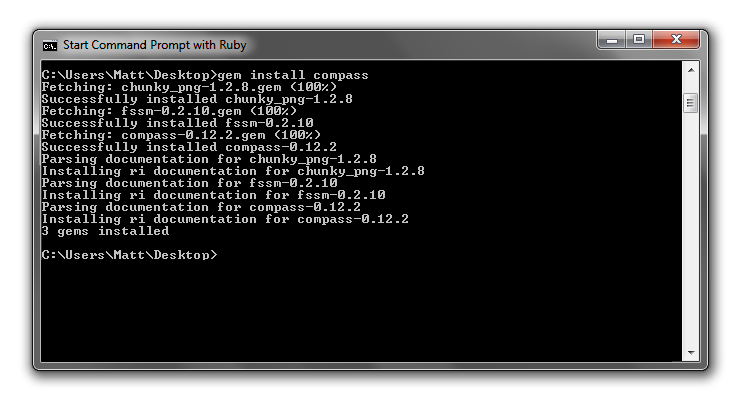 Start Command Prompt with Ruby
C:\Users\Matt\Desktop>gem install compass
Fetching: chunky_png-1.2.8.gem (100%)
Successfully installed chunky_png-1.2.8
Fetching: fssm-0.2.10.gem (100%)
Successfully installed fssm-0.2.10
Fetching: compass-0.12.2.gem (100%)
Successfully installed compass-0.12.2
Parsing documentation for chunky_png-1.2.8
Installing ri documentation for chunky_png-1.2.8
Parsing documentation for fssm-0.2.10
Installing ri documentation for fssm-0.2.10
Parsing documentation for compass-0.12.2
Installing ri documentation for compass-0.12.2
3 gems installed
C:\Users\Matt\Desktop>